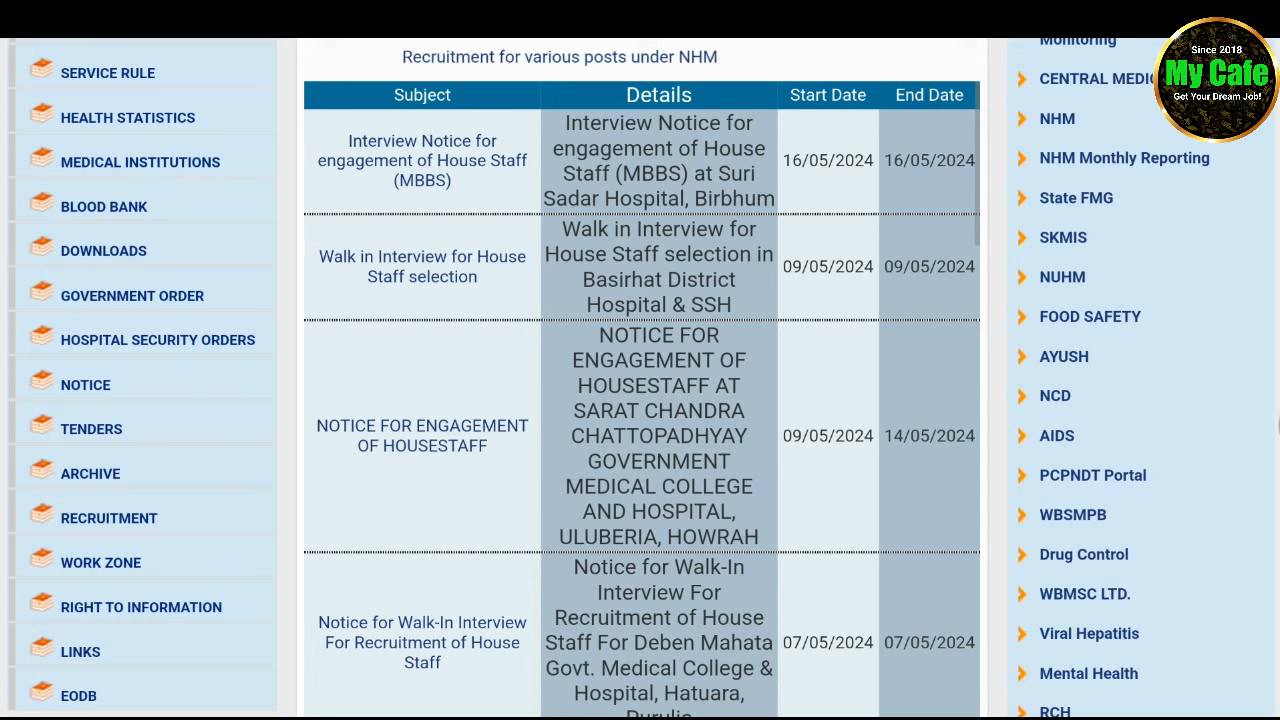 SERVICE RULE
HEALTH STATISTICS
MEDICAL INSTITUTIONS
BLOOD BANK
DOWNLOADS
GOVERNMENT ORDER
HOSPITAL SECURITY ORDERS
NOTICE
TENDERS
ARCHIVE
RECRUITMENT
WORK ZONE
RIGHT TO INFORMATION
LINKS
EODB
Recruitment for various posts under NHM
Subject Details Start Date End Date
Interview Notice for
engagement of House Staff
(MBBS)
Interview Notice for
engagement of House
Staff (MBBS) at Suri
Sadar Hospital, Birbhum
16/05/2024 16/05/2024
Walk in Interview for House
Staff selection
Walk in Interview for
House Staff selection in
Basirhat District
Hospital & SSH
09/05/2024 09/05/2024
NOTICE FOR ENGAGEMENT
OF HOUSESTAFF
NOTICE FOR
ENGAGEMENT OF
HOUSESTAFF AT
SARAT CHANDRA
CHATTOPADHYAY
GOVERNMENT
MEDICAL COLLEGE
AND HOSPITAL,
ULUBERIA, HOWRAH
09/05/2024 14/05/2024
Notice for Walk-In Interview
For Recruitment of House
Staff
Notice for Walk-In
Interview For
Recruitment of House
Staff For Deben Mahata
Govt. Medical College &
Hospital, Hatuara,
Purulia
07/05/2024 07/05/2024
Monitoring
CENTRAL MEDIC
NHM
NHM Monthly Reporting
State FMG
SKMIS
NUHM
FOOD SAFETY
AYUSH
NCD
AIDS
PCPNDT Portal
WBSMPB
Drug Control
WBMSC LTD.
Viral Hepatitis
Mental Health
RCH
Since 2018
My Cafe
Get Your Dream Job!